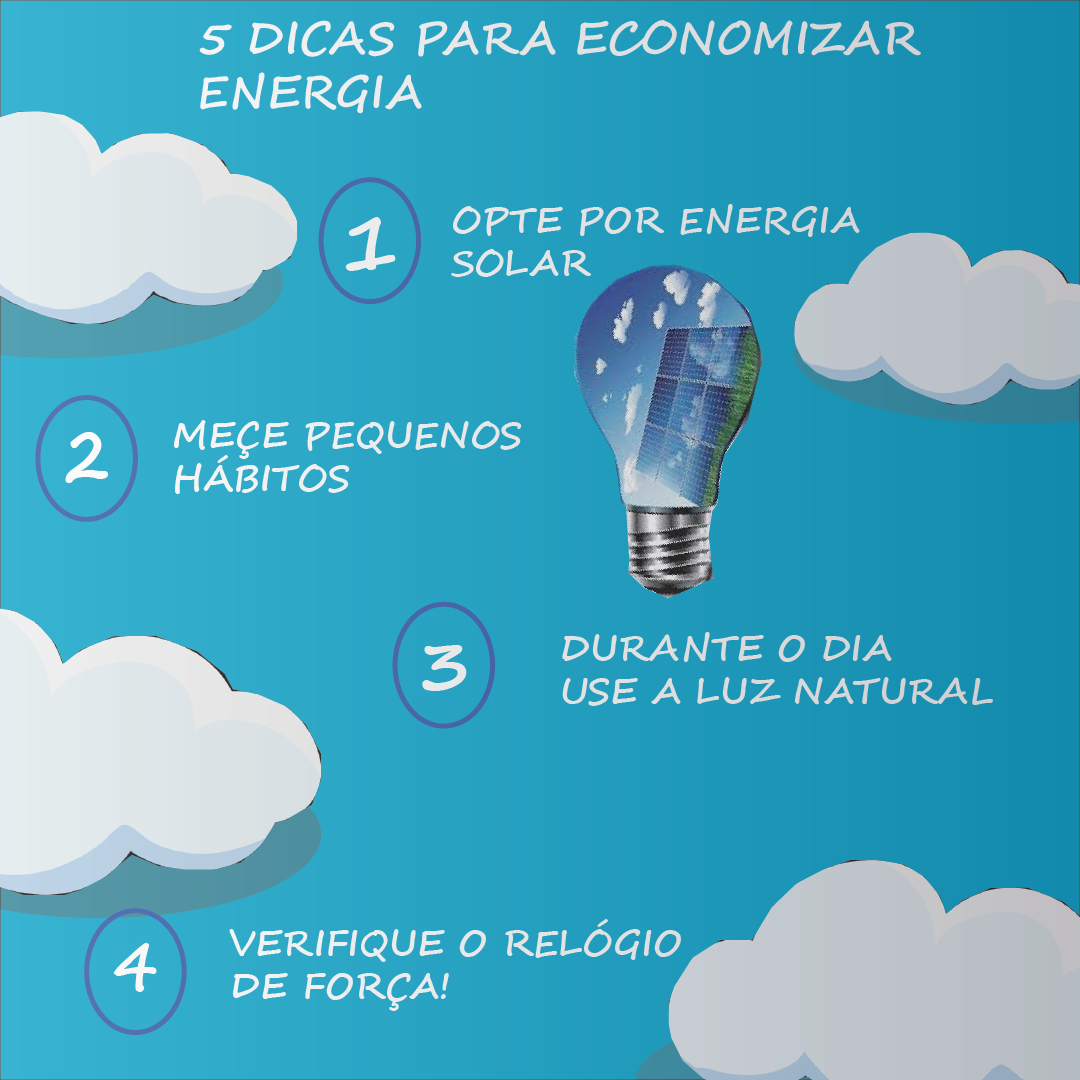 5 DICAS PARA ECONOMIZAR
ENERGIA
1
OPTE POR ENERGIA
SOLAR
2
MEÇE PEQUENOS
HÁBITOS
3
DURANTE O DIA
USE A LUZ NATURAL
4
VERIFIQUE O RELÓGIO
DE FORÇA!